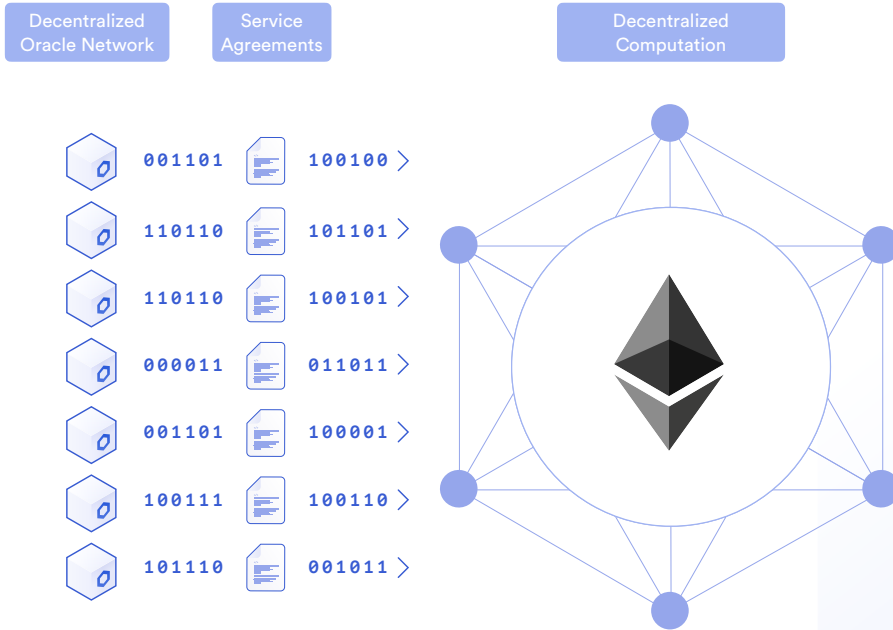 Decentralized
Oracle Network
Service
Agreements
Decentralized
Computation
001101 100100
110110 101101
110110 100101
000011 011011
001101 100001
100111 100110
101110 001011